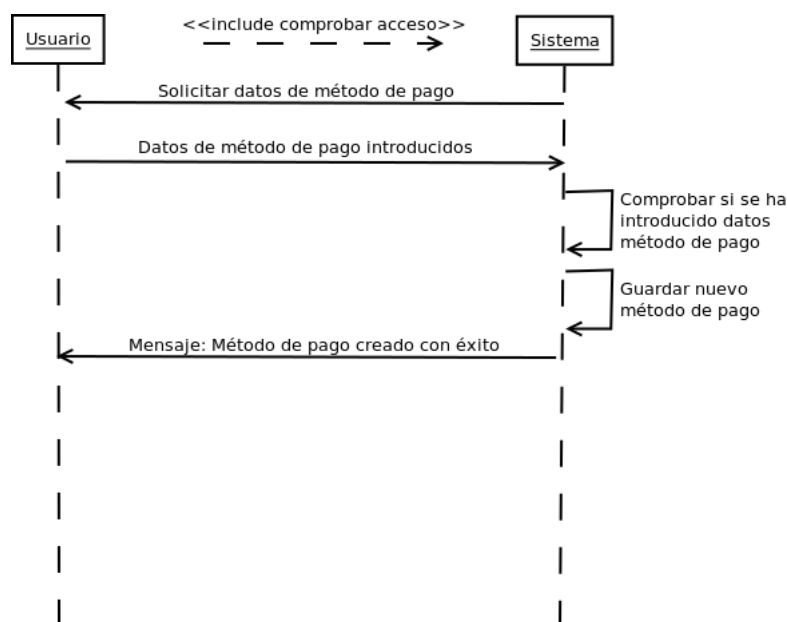 <<include comprobar acceso>>
Usuario
Sistema
Solicitar datos de método de pago
Datos de método de pago introducidos
Comprobar si se ha
introducido datos
método de pago
Guardar nuevo
método de pago
Mensaje: Método de pago creado con éxito